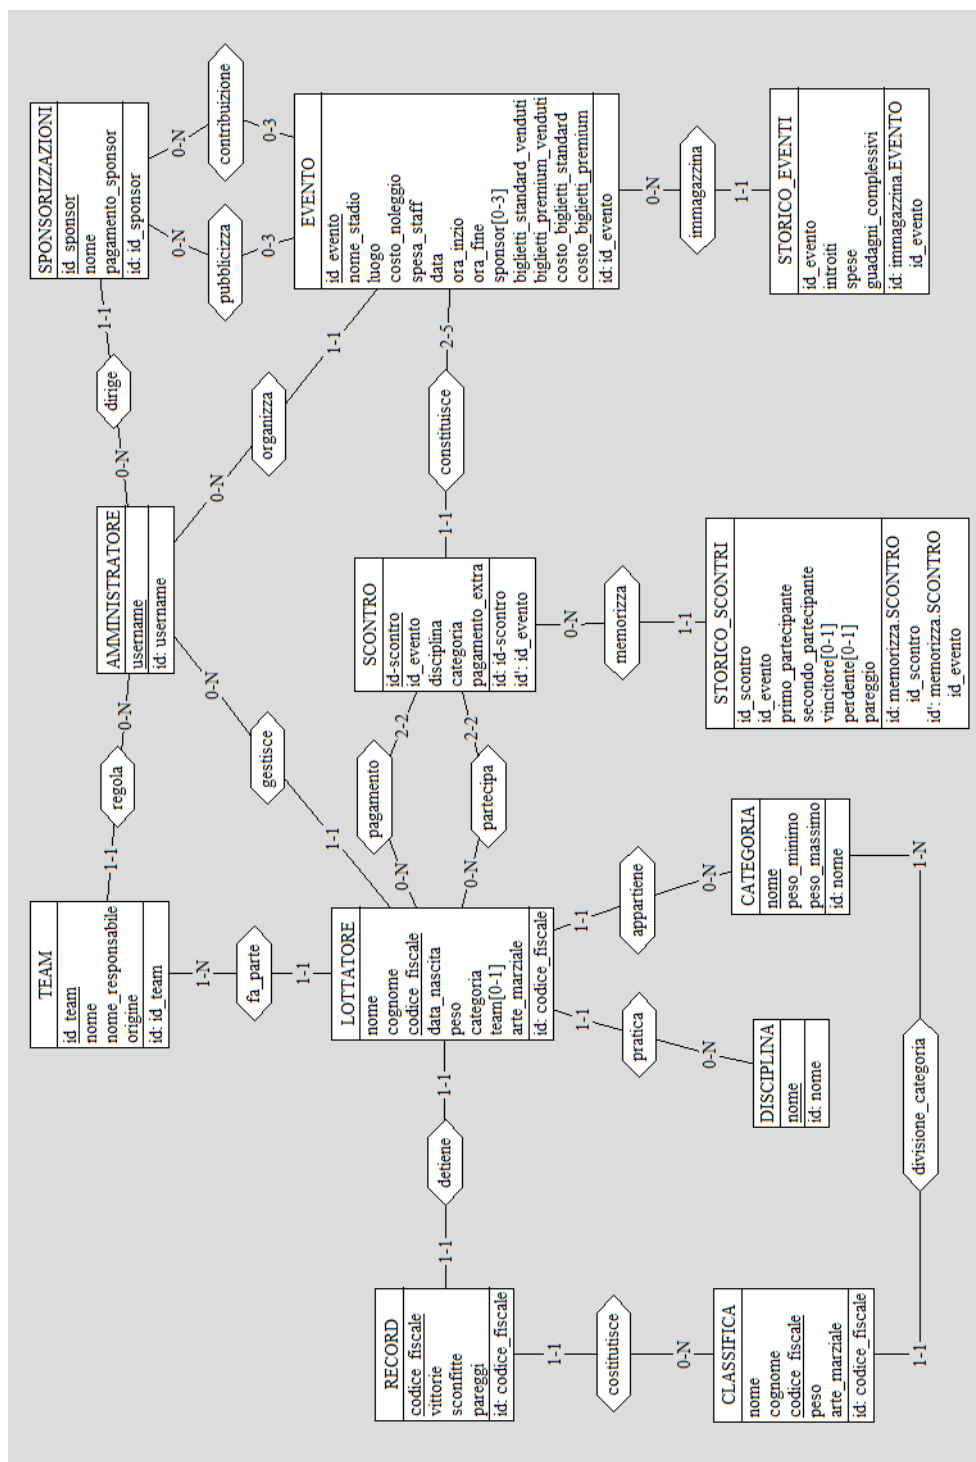 SPONSORIZZAZIONI
id_sponsor
nome
pagamento_sponsor
id: id_sponsor
0-N
contribuizione
0-3
0-N
pubblicizza
0-3
EVENTO
id_evento
nome_stadio
luogo
costo_noleggio
spesa_staff
data
ora_inzio
ora_fine
sponsor[0-3]
biglietti_standard_venduti
biglietti_premium_venduti
costo_biglietti_standard
costo_biglietti_premium
id: id_evento
0-N
immagazzina
1-1
STORICO_EVENTI
id_evento
introiti
spese
guadagni_complessivi
id: immagazzina.EVENTO
id_evento
1-1
dirige
0-N
1-1
organizza
0-N
2-5
constituisce
1-1
AMMINISTRATORE
username
id: username
SCONTRO
id-scontro
id_evento
disciplina
categoria
pagamento_extra
id: id-scontro
id': id_evento
0-N
memorizza
1-1
STORICO_SCONTRI
id_scontro
id_evento
primo_partecipante
secondo_partecipante
vincitore[0-1]
perdente[0-1]
pareggio
id: memorizza.SCONTRO
id_scontro
id': memorizza.SCONTRO
id_evento
0-N
regola
1-1
0-N
gestisce
1-1
2-2
pagamento
0-N
2-2
partecipa
0-N
TEAM
id_team
nome
nome_responsabile
origine
id: id_team
1-N
fa_parte
1-1
LOTTATORE
nome
cognome
codice_fiscale
data_nascita
peso
categoria
team[0-1]
arte_marziale
id: codice_fiscale
1-1
appartiene
0-N
CATEGORIA
nome
peso_minimo
peso_massimo
id: nome
1-1
pratica
0-N
DISCIPLINA
nome
id: nome
1-N
divisione_categoria
1-1
1-1
detiene
1-1
RECORD
codice_fiscale
vittorie
sconfitte
pareggi
id: codice_fiscale
1-1
costitutisce
0-N
CLASSIFICA
nome
cognome
codice_fiscale
peso
arte_marziale
id: codice_fiscale